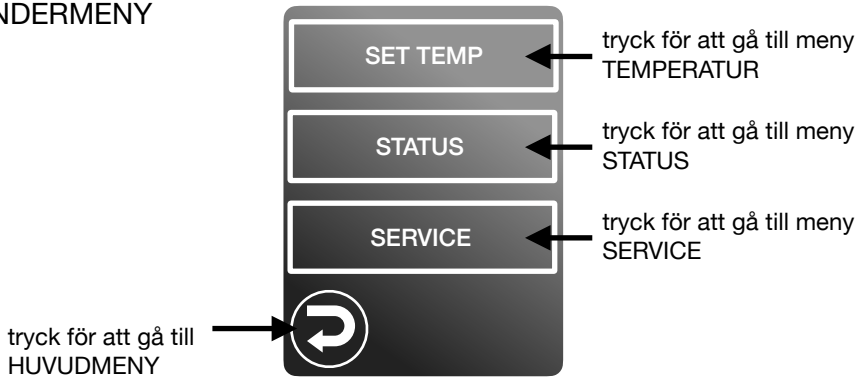 NDERMENY
SET TEMP
tryck för att gå till meny
TEMPERATUR
STATUS
tryck för att gå till meny
STATUS
SERVICE
tryck för att gå till meny
SERVICE
tryck för att gå till
HUVUDMENY